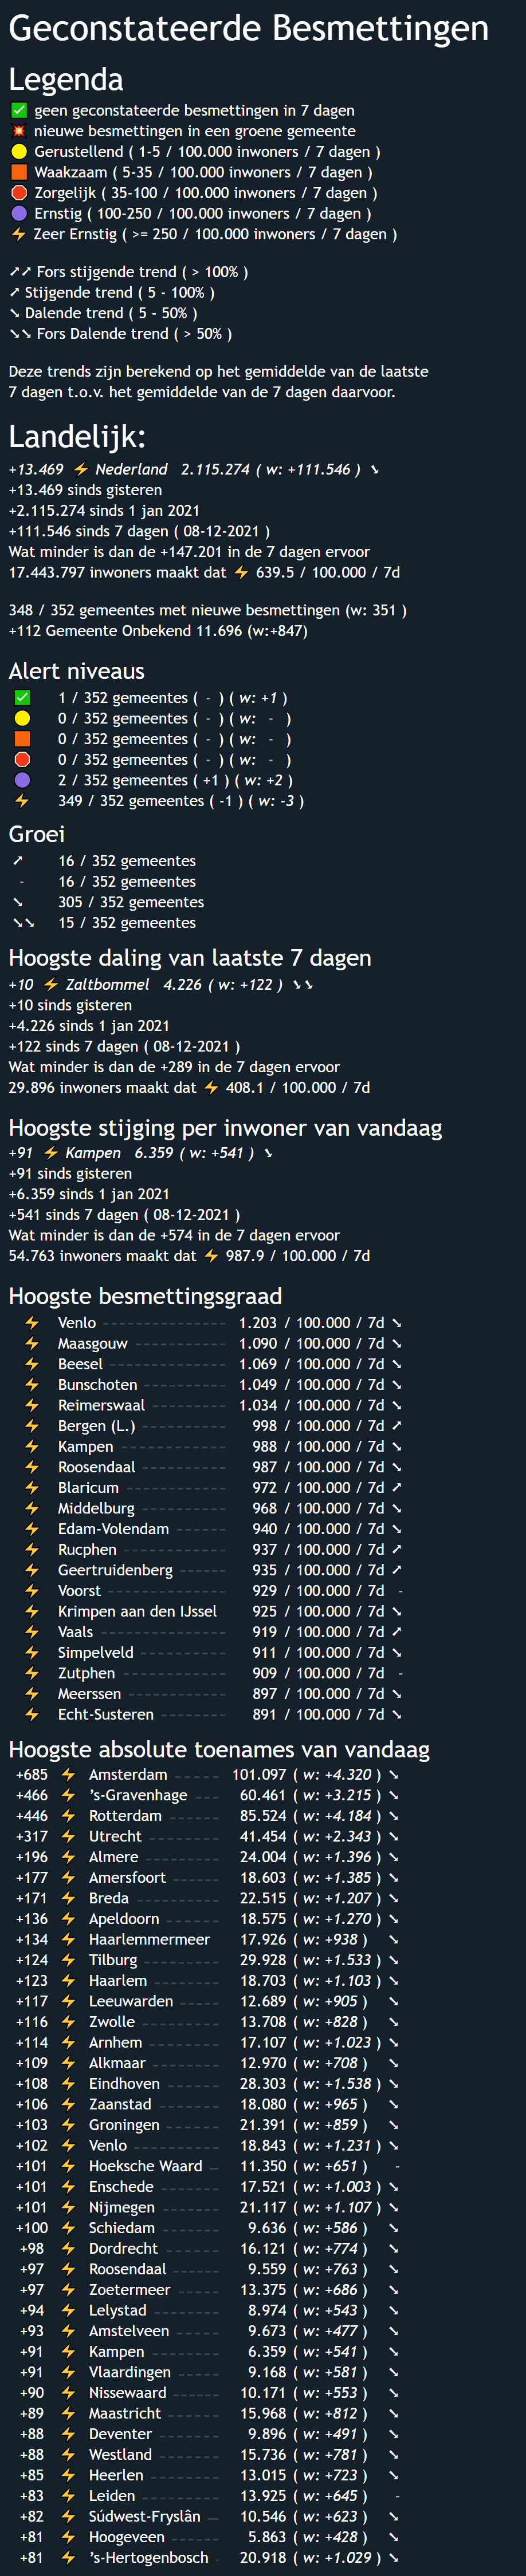 Geconstateerde Besmettingen
Legenda
✅ geen geconstateerde besmettingen in 7 dagen
💥 nieuwe besmettingen in een groene gemeente
🟡 Gerustellend ( 1-5 / 100.000 inwoners / 7 dagen )
🟧 Waakzaam ( 5-35 / 100.000 inwoners / 7 dagen )
🛑 Zorgelijk ( 35-100 / 100.000 inwoners / 7 dagen )
🟣 Ernstig ( 100-250 / 100.000 inwoners / 7 dagen )
⚡ Zeer Ernstig ( >= 250 / 100.000 inwoners / 7 dagen )
➚➚ Fors stijgende trend ( > 100% )
➚ Stijgende trend ( 5 - 100% )
➘ Dalende trend ( 5 - 50% )
➘➘ Fors Dalende trend ( > 50% )
Deze trends zijn berekend op het gemiddelde van de laatste
7 dagen t.o.v. het gemiddelde van de 7 dagen daarvoor.
Landelijk:
+13.469 ⚡ Nederland 2.115.274 ( w: +111.546 ) ➘
+13.469 sinds gisteren
+2.115.274 sinds 1 jan 2021
+111.546 sinds 7 dagen ( 08-12-2021 )
Wat minder is dan de +147.201 in de 7 dagen ervoor
17.443.797 inwoners maakt dat ⚡ 639.5 / 100.000 / 7d
348 / 352 gemeentes met nieuwe besmettingen (w: 351 )
+112 Gemeente Onbekend 11.696 (w:+847)
Alert niveaus
✅ 1 / 352 gemeentes ( - ) ( w: +1 )
🟡 0 / 352 gemeentes ( - ) ( w: - )
🟧 0 / 352 gemeentes ( - ) ( w: - )
🛑 0 / 352 gemeentes ( - ) ( w: - )
🟣 2 / 352 gemeentes ( +1 ) ( w: +2 )
⚡ 349 / 352 gemeentes ( -1 ) ( w: -3 )
Groei
➚ 16 / 352 gemeentes
- 16 / 352 gemeentes
➘ 305 / 352 gemeentes
➘➘ 15 / 352 gemeentes
Hoogste daling van laatste 7 dagen
+10 ⚡ Zaltbommel 4.226 ( w: +122 ) ➘➘
+10 sinds gisteren
+4.226 sinds 1 jan 2021
+122 sinds 7 dagen ( 08-12-2021 )
Wat minder is dan de +289 in de 7 dagen ervoor
29.896 inwoners maakt dat ⚡ 408.1 / 100.000 / 7d
Hoogste stijging per inwoner van vandaag
+91 ⚡ Kampen 6.359 ( w: +541 ) ➘
+91 sinds gisteren
+6.359 sinds 1 jan 2021
+541 sinds 7 dagen ( 08-12-2021 )
Wat minder is dan de +574 in de 7 dagen ervoor
54.763 inwoners maakt dat ⚡ 987.9 / 100.000 / 7d
Hoogste besmettingsgraad
⚡ Venlo 1.203 / 100.000 / 7d ➘
⚡ Maasgouw 1.090 / 100.000 / 7d ➘
⚡ Beesel 1.069 / 100.000 / 7d ➘
⚡ Bunschoten 1.049 / 100.000 / 7d ➘
⚡ Reimerswaal 1.034 / 100.000 / 7d ➘
⚡ Bergen (L.) 998 / 100.000 / 7d ➚
⚡ Kampen 988 / 100.000 / 7d ➘
⚡ Roosendaal 987 / 100.000 / 7d ➘
⚡ Blaricum 972 / 100.000 / 7d ➚
⚡ Middelburg 968 / 100.000 / 7d ➘
⚡ Edam-Volendam 940 / 100.000 / 7d ➘
⚡ Rucphen 937 / 100.000 / 7d ➚
⚡ Geertruidenberg 935 / 100.000 / 7d ➚
⚡ Voorst 929 / 100.000 / 7d -
⚡ Krimpen aan den IJssel 925 / 100.000 / 7d ➘
⚡ Vaals 919 / 100.000 / 7d ➚
⚡ Simpelveld 911 / 100.000 / 7d ➘
⚡ Zutphen 909 / 100.000 / 7d -
⚡ Meerssen 897 / 100.000 / 7d ➘
⚡ Echt-Susteren 891 / 100.000 / 7d ➘
Hoogste absolute toenames van vandaag
+685 ⚡ Amsterdam 101.097 ( w: +4.320 ) ➘
+466 ⚡ ’s-Gravenhage 60.461 ( w: +3.215 ) ➘
+446 ⚡ Rotterdam 85.524 ( w: +4.184 ) ➘
+317 ⚡ Utrecht 41.454 ( w: +2.343 ) ➘
+196 ⚡ Almere 24.004 ( w: +1.396 ) ➘
+177 ⚡ Amersfoort 18.603 ( w: +1.385 ) ➘
+171 ⚡ Breda 22.515 ( w: +1.207 ) ➘
+136 ⚡ Apeldoorn 18.575 ( w: +1.270 ) ➘
+134 ⚡ Haarlemmermeer 17.926 ( w: +938 ) ➘
+124 ⚡ Tilburg 29.928 ( w: +1.533 ) ➘
+123 ⚡ Haarlem 18.703 ( w: +1.103 ) ➘
+117 ⚡ Leeuwarden 12.689 ( w: +905 ) ➘
+116 ⚡ Zwolle 13.708 ( w: +828 ) ➘
+114 ⚡ Arnhem 17.107 ( w: +1.023 ) ➘
+109 ⚡ Alkmaar 12.970 ( w: +708 ) ➘
+108 ⚡ Eindhoven 28.303 ( w: +1.538 ) ➘
+106 ⚡ Zaanstad 18.080 ( w: +965 ) ➘
+103 ⚡ Groningen 21.391 ( w: +859 ) ➘
+102 ⚡ Venlo 18.843 ( w: +1.231 ) ➘
+101 ⚡ Hoeksche Waard 11.350 ( w: +651 ) -
+101 ⚡ Enschede 17.521 ( w: +1.003 ) ➘
+101 ⚡ Nijmegen 21.117 ( w: +1.107 ) ➘
+100 ⚡ Schiedam 9.636 ( w: +586 ) ➘
+98 ⚡ Dordrecht 16.121 ( w: +774 ) ➘
+97 ⚡ Roosendaal 9.559 ( w: +763 ) ➘
+97 ⚡ Zoetermeer 13.375 ( w: +686 ) ➘
+94 ⚡ Lelystad 8.974 ( w: +543 ) ➘
+93 ⚡ Amstelveen 9.673 ( w: +477 ) ➘
+91 ⚡ Kampen 6.359 ( w: +541 ) ➘
+91 ⚡ Vlaardingen 9.168 ( w: +581 ) ➘
+90 ⚡ Nissewaard 10.171 ( w: +553 ) ➘
+89 ⚡ Maastricht 15.968 ( w: +812 ) ➘
+88 ⚡ Deventer 9.896 ( w: +491 ) ➘
+88 ⚡ Westland 15.736 ( w: +781 ) ➘
+85 ⚡ Heerlen 13.015 ( w: +723 ) ➘
+83 ⚡ Leiden 13.925 ( w: +645 ) -
+82 ⚡ Súdwest-Fryslân 10.546 ( w: +623 ) ➘
+81 ⚡ Hoogeveen 5.863 ( w: +428 ) ➘
+81 ⚡ ’s-Hertogenbosch 20.918 ( w: +1.029 ) ➘